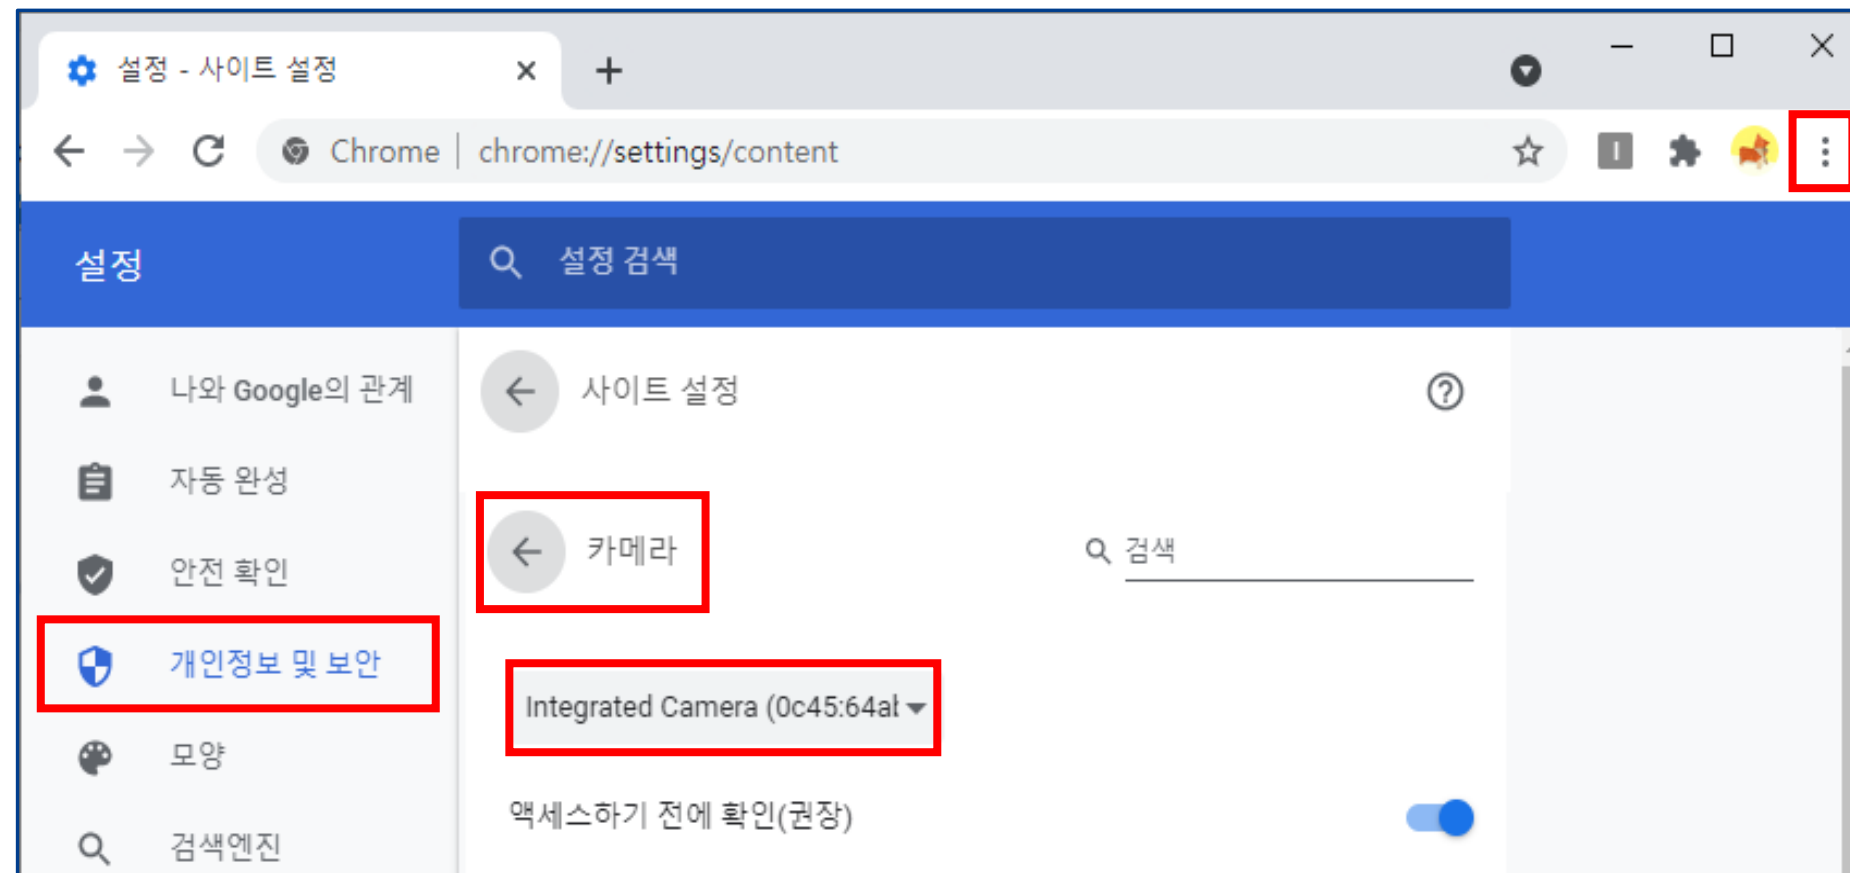 설정 - 사이트 설정
Chrome | chrome://settings/content
I
설정
설정 검색
나와 Google의 관계
사이트 설정
자동 완성
카메라
검색
안전 확인
개인정보 및 보안
Integrated Camera (0c45:64a
모양
액세스하기 전에 확인(권장)
검색엔진